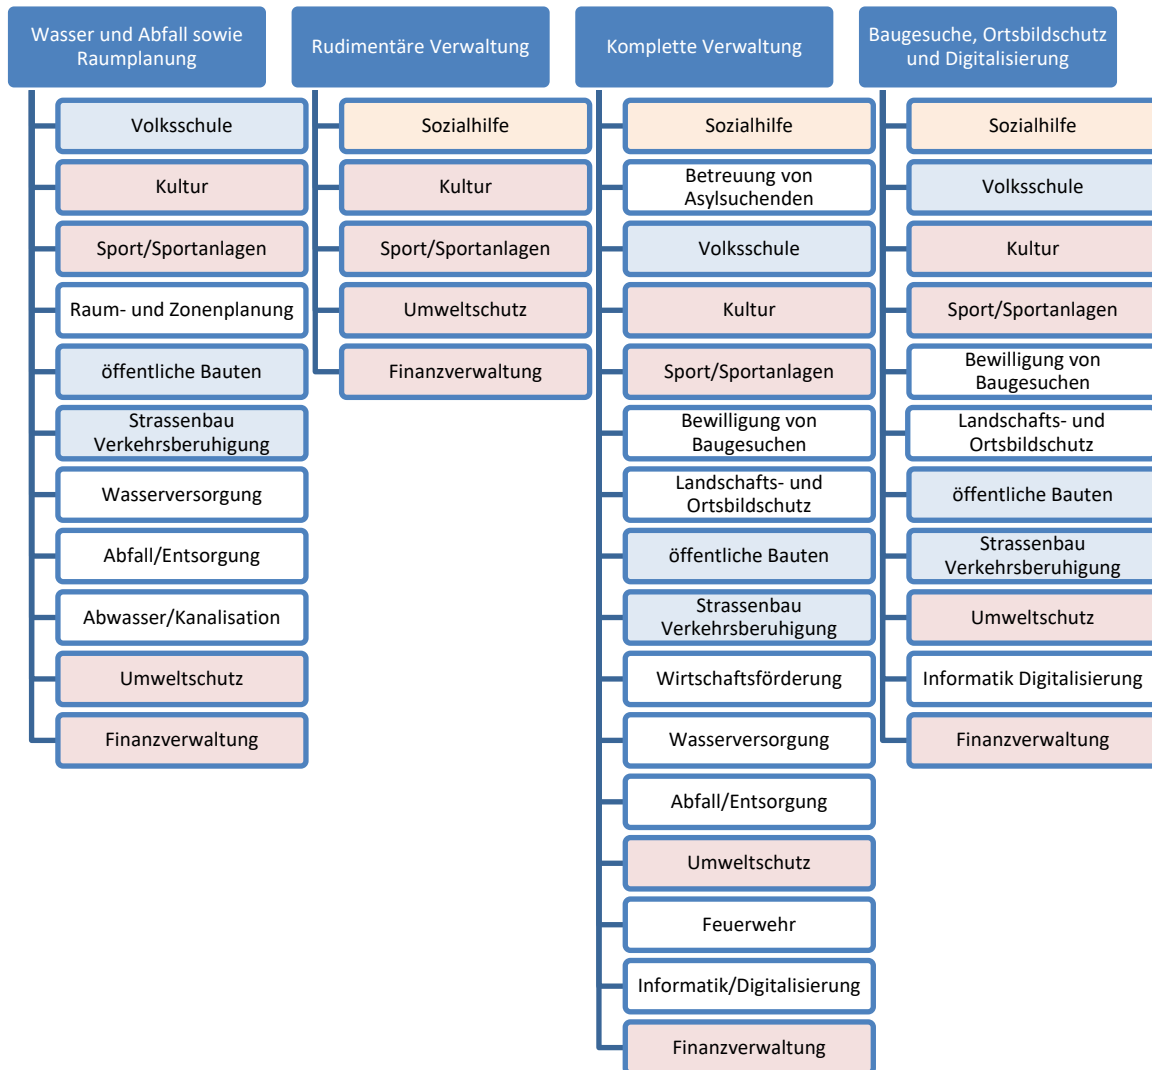 Wasser und Abfall sowie
Raumplanung
Volksschule
Kultur
Sport/Sportanlagen
Raum- und Zonenplanung
öffentliche Bauten
Strassenbau
Verkehrsberuhigung
Wasserversorgung
Abfall/Entsorgung
Abwasser/Kanalisation
Umweltschutz
Finanzverwaltung
Rudimentäre Verwaltung
Sozialhilfe
Kultur
Sport/Sportanlagen
Umweltschutz
Finanzverwaltung
Komplette Verwaltung
Sozialhilfe
Betreuung von
Asylsuchenden
Volksschule
Kultur
Sport/Sportanlagen
Bewilligung von
Baugesuchen
Landschafts- und
Ortsbildschutz
öffentliche Bauten
Strassenbau
Verkehrsberuhigung
Wirtschaftsförderung
Wasserversorgung
Abfall/Entsorgung
Umweltschutz
Feuerwehr
Informatik/Digitalisierung
Finanzverwaltung
Baugesuche, Ortsbildschutz
und Digitalisierung
Sozialhilfe
Volksschule
Kultur
Sport/Sportanlagen
Bewilligung von
Baugesuchen
Landschafts- und
Ortsbildschutz
öffentliche Bauten
Strassenbau
Verkehrsberuhigung
Umweltschutz
Informatik Digitalisierung
Finanzverwaltung